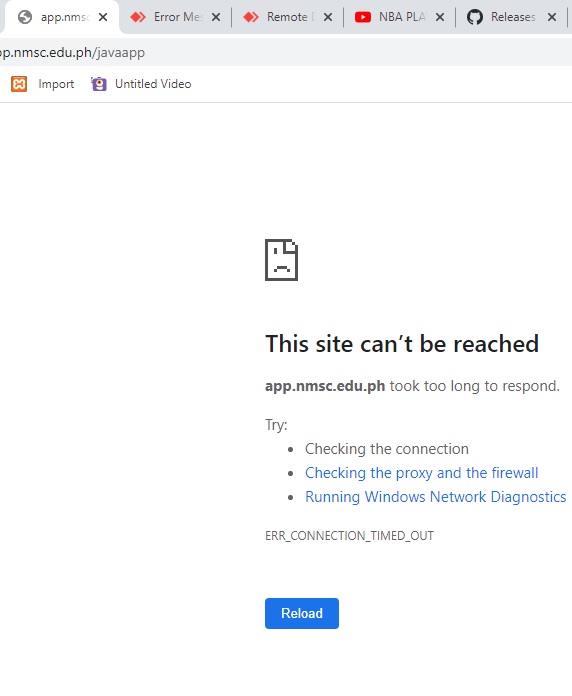 app.nmsc
Error Me
Remote D
NBA PLA
Releases
pp.nmsc.edu.ph/javaapp
Import
Untitled Video
This site can’t be reached
app.nmsc.edu.ph took too long to respond.
Try:
• Checking the connection
• Checking the proxy and the firewall
• Running Windows Network Diagnostics
ERR_CONNECTION_TIMED_OUT
Reload